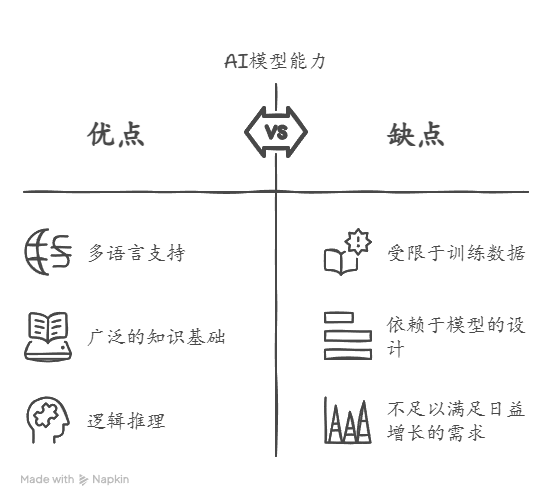 AI模型能力
优点
VS
缺点
多语言支持
受限于训练数据
广泛的知识基础
依赖于模型的设
计
逻辑推理
不足以满足日益
增长的需求
Made with Napkin